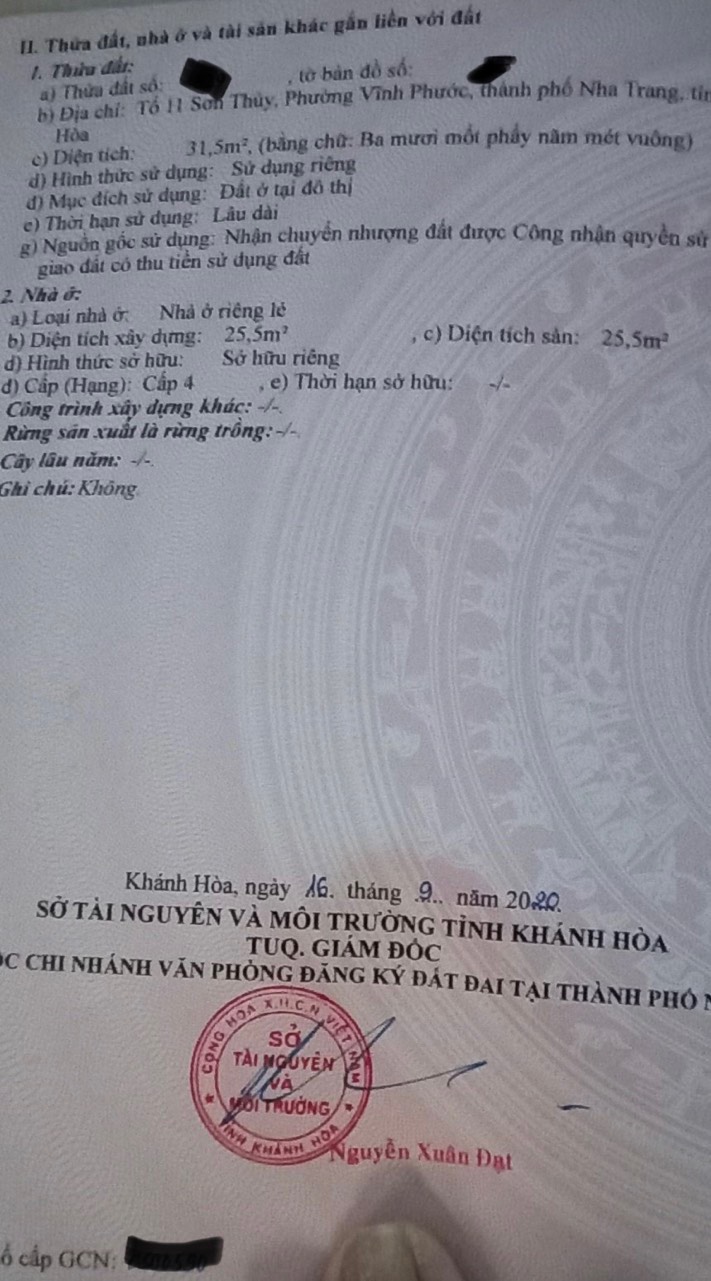 II. Thửa đất, nhà ở và tài sản khác gắn liền với đất
1. Thửa đất:
a) Thửa đất số: , tờ bản đồ số:
b) Địa chỉ: Tổ 11 Sơn Thủy, Phường Vĩnh Phước, thành phố Nha Trang, tỉn
Hòa
c) Diện tích: 31,5m², (bằng chữ: Ba mươi mốt phẩy năm mét vuông)
d) Hình thức sử dụng: Sử dụng riêng
đ) Mục đích sử dụng: Đất ở tại đô thị
e) Thời hạn sử dụng: Lâu dài
g) Nguồn gốc sử dụng: Nhận chuyển nhượng đất được Công nhận quyền sử
giao đất có thu tiền sử dụng đất
2. Nhà ở:
a) Loại nhà ở: Nhà ở riêng lẻ
b) Diện tích xây dựng: 25,5m² , c) Diện tích sàn: 25,5m²
d) Hình thức sở hữu: Sở hữu riêng
đ) Cấp (Hạng): Cấp 4 , e) Thời hạn sở hữu: -/-
Công trình xây dựng khác: -/-.
Rừng sản xuất là rừng trồng: -/-.
Cây lâu năm: -/-.
Ghi chú: Không.
Khánh Hòa, ngày 16. tháng .9.. năm 2020.
SỞ TÀI NGUYÊN VÀ MÔI TRƯỜNG TỈNH KHÁNH HÒA
TUQ. GIÁM ĐỐC
ỐC CHI NHÁNH VĂN PHÒNG ĐĂNG KÝ ĐẤT ĐAI TẠI THÀNH PHỐ N
CỘNG HÒA X.H.C.N VIỆT NAM
SỞ
TÀI NGUYÊN
VÀ
MÔI TRƯỜNG
TỈNH KHÁNH HÒA
Nguyễn Xuân Đạt
ổ cấp GCN: